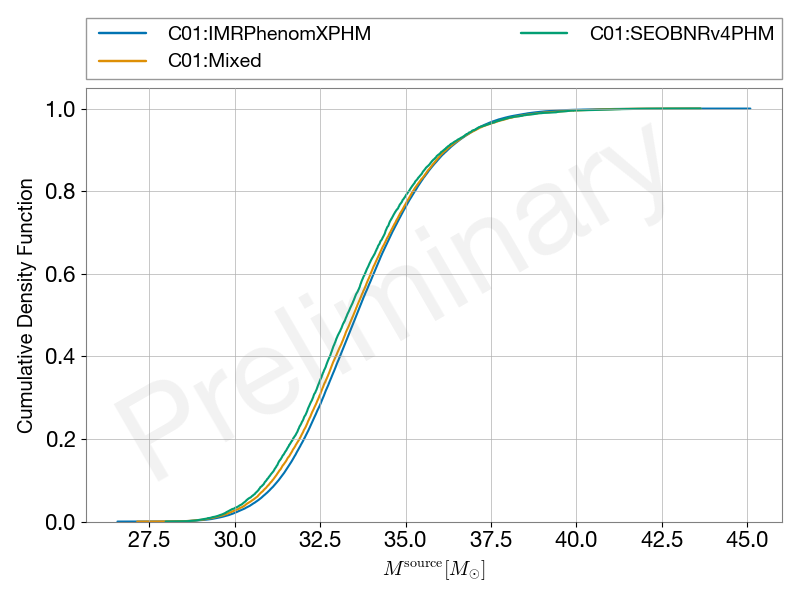 C01:IMRPhenomXPHM
C01:SEOBNRv4PHM
C01:Mixed
Preliminary
Cumulative Density Function
1.0
0.8
0.6
0.4
0.2
0.0
27.5 30.0 32.5 35.0 37.5 40.0 42.5 45.0
M^source [M_⊙]